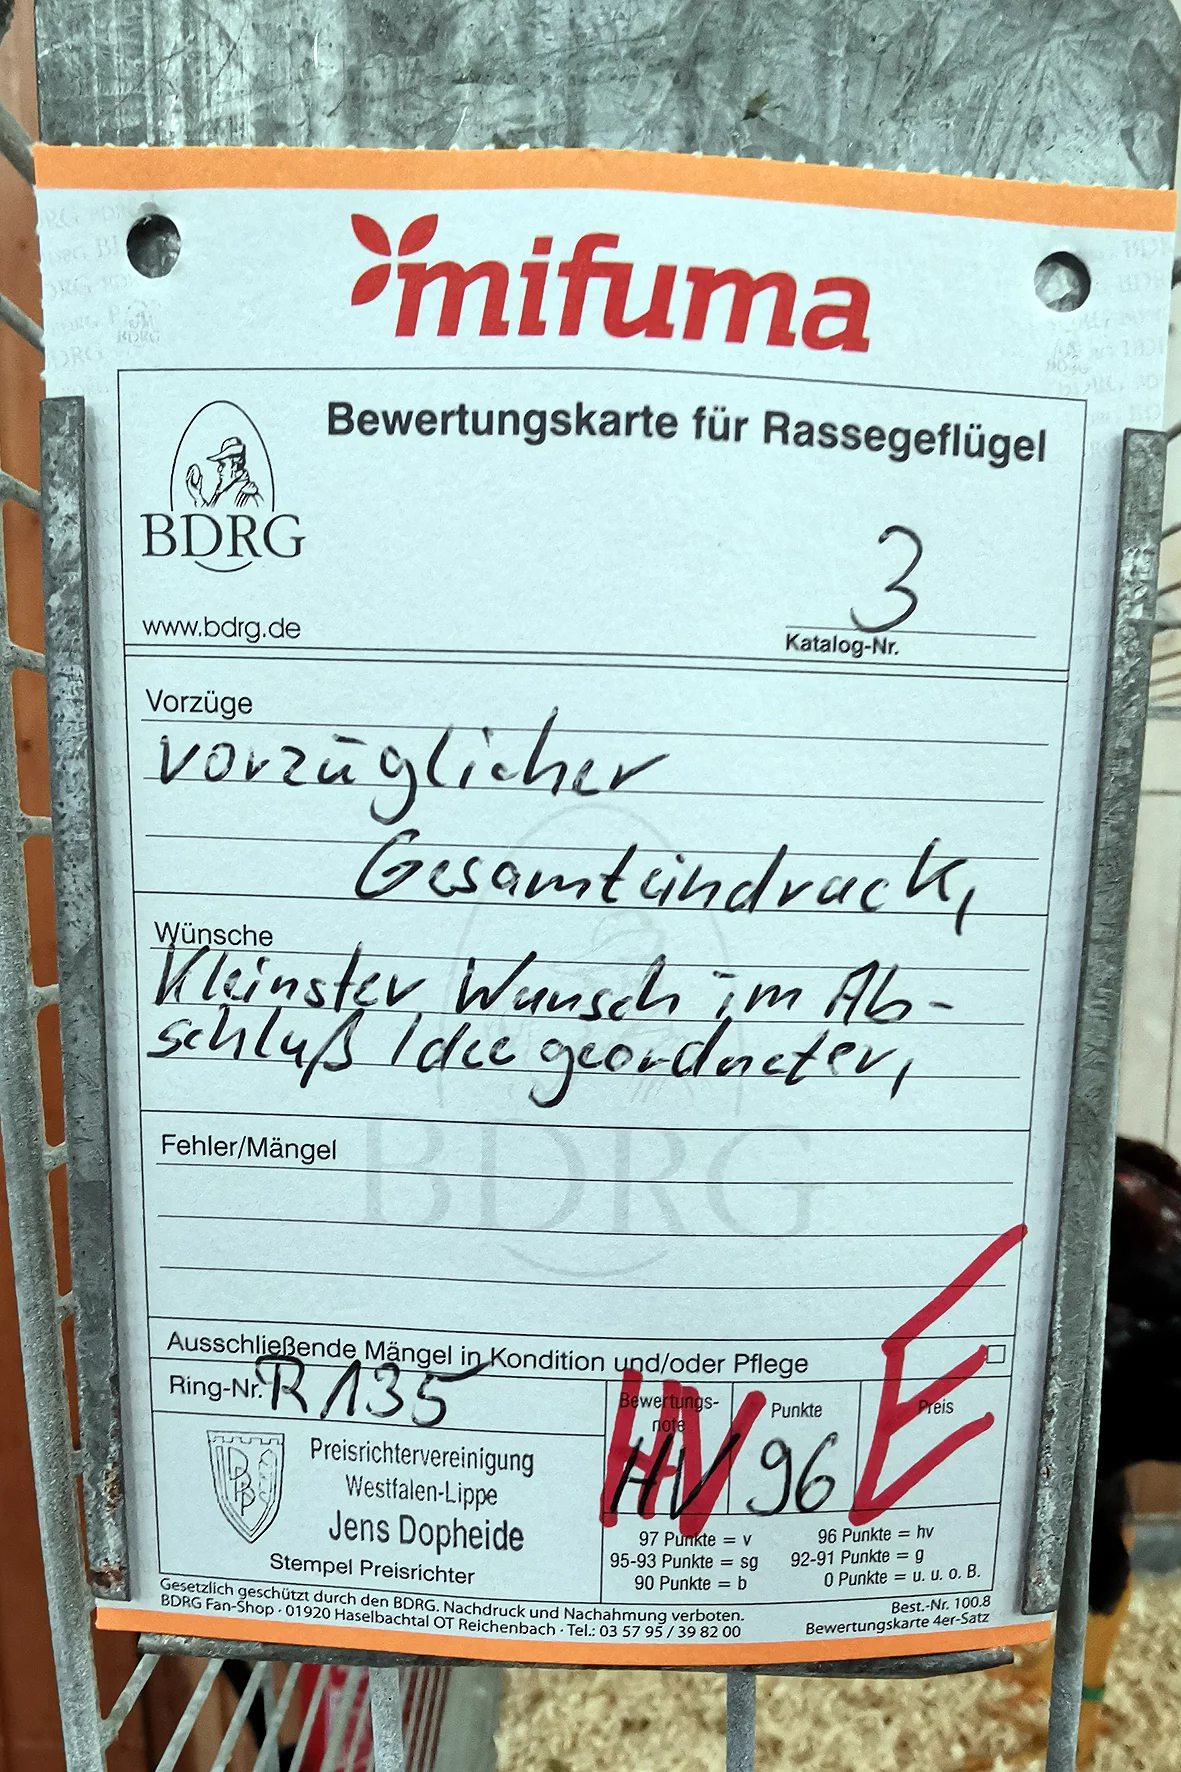 mifuma
Bewertungskarte für Rassegeflügel
BDRG
www.bdrg.de
3
Katalog-Nr.
Vorzüge
vorzüglicher
Gesamteindruck,
Wünsche
Kleinster Wunsch im Ab-
schluß Idee geordneter,
Fehler/Mängel
BDRG
Ausschließende Mängel in Kondition und/oder Pflege
Ring-Nr. R 135
Bewertungs-
note
HV
HV
Punkte
96
Preis
E
Preisrichtervereinigung
Westfalen-Lippe
Jens Dopheide
Stempel Preisrichter
97 Punkte = v 96 Punkte = hv
95-93 Punkte = sg 92-91 Punkte = g
90 Punkte = b 0 Punkte = u. u. o. B.
Gesetzlich geschützt durch den BDRG. Nachdruck und Nachahmung verboten.
BDRG Fan-Shop · 01920 Haselbachtal OT Reichenbach · Tel.: 03 57 95 / 39 82 00
Best.-Nr. 100.8
Bewertungskarte 4er-Satz